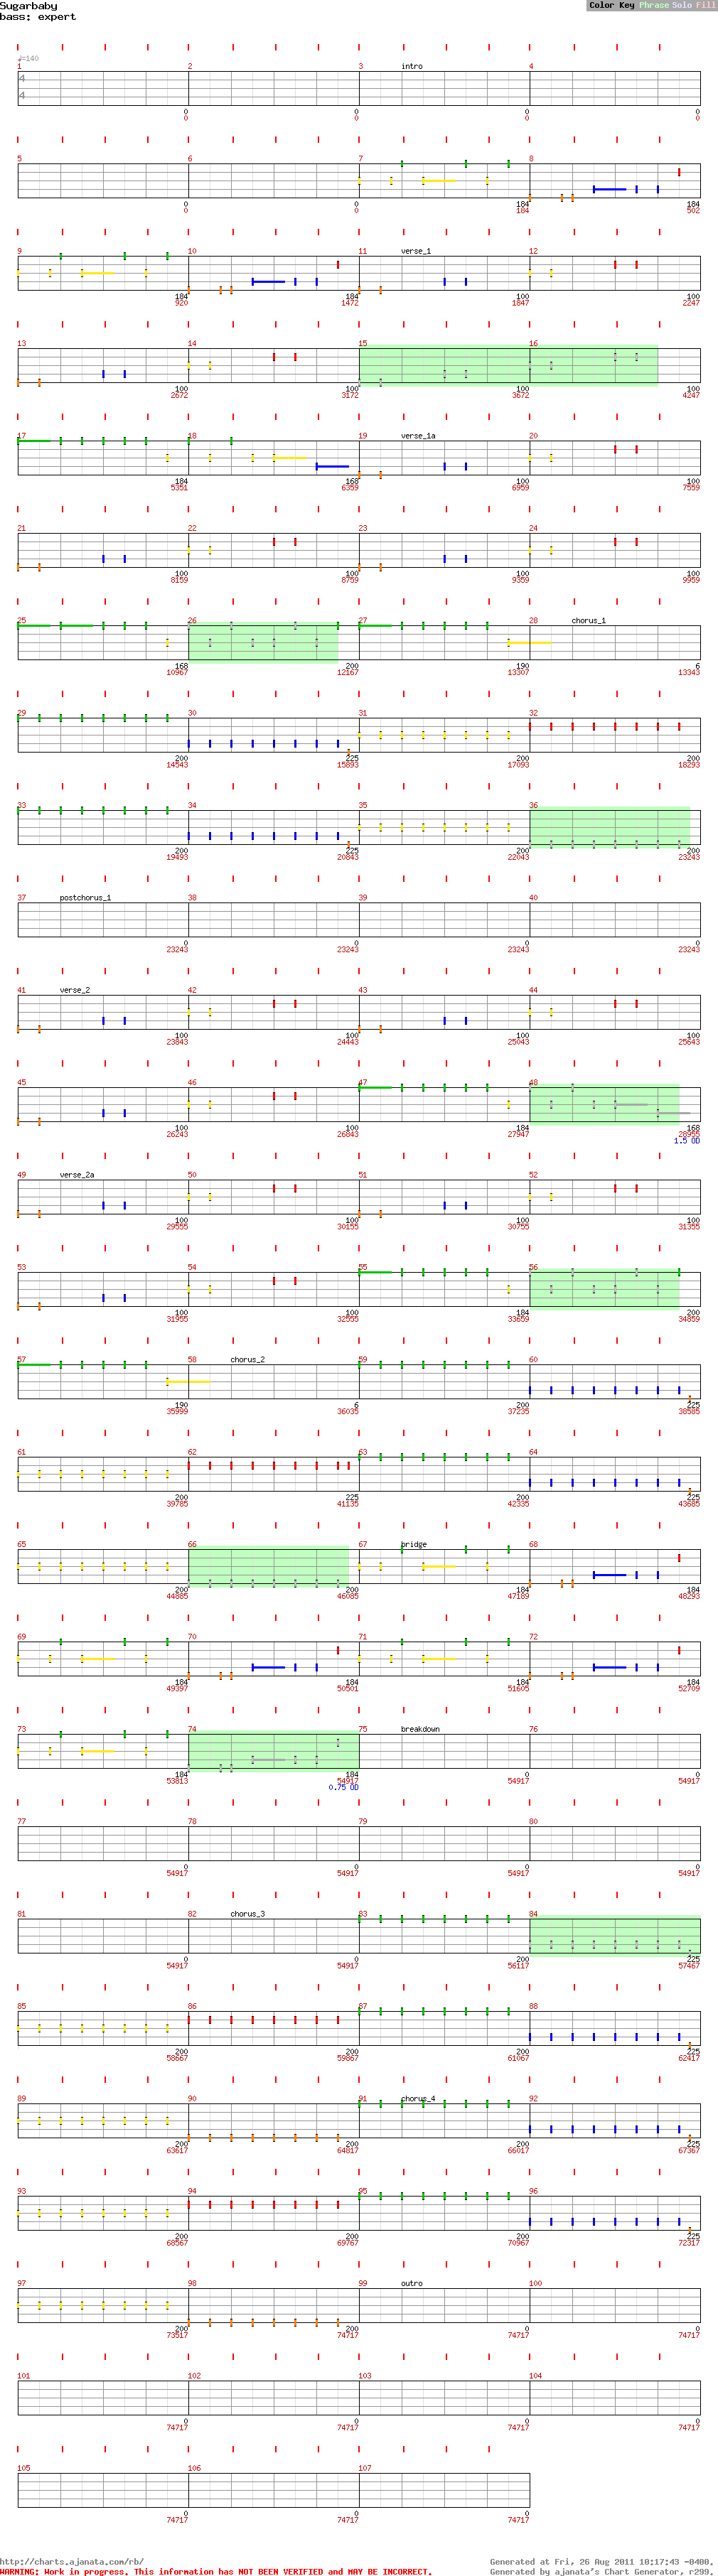 Sugarbaby
Color Key Phrase Solo Fill
bass: expert
♩=140
1 2 3 intro 4
4
4
0 0 0 0
0 0 0 0
5 6 7 8
0 0 184 184
0 0 184 502
9 10 11 verse_1 12
184 184 100 100
920 1472 1847 2247
13 14 15 16
100 100 100 100
2672 3172 3672 4247
17 18 19 verse_1a 20
184 168 100 100
5351 6359 6959 7559
21 22 23 24
100 100 100 100
8159 8759 9359 9959
25 26 27 28 chorus_1
168 200 190 6
10967 12167 13307 13343
29 30 31 32
200 225 200 200
14543 15893 17093 18293
33 34 35 36
200 225 200 200
19493 20843 22043 23243
37 postchorus_1 38 39 40
0 0 0 0
23243 23243 23243 23243
41 verse_2 42 43 44
100 100 100 100
23843 24443 25043 25643
45 46 47 48
100 100 184 168
26243 26843 27947 28955
1.5 OD
49 verse_2a 50 51 52
100 100 100 100
29555 30155 30755 31355
53 54 55 56
100 100 184 200
31955 32555 33659 34859
57 58 chorus_2 59 60
190 6 200 225
35999 36035 37235 38585
61 62 63 64
200 225 200 225
39785 41135 42335 43685
65 66 67 bridge 68
200 200 184 184
44885 46085 47189 48293
69 70 71 72
184 184 184 184
49397 50501 51605 52709
73 74 75 breakdown 76
184 184 0 0
53813 54917 54917 54917
0.75 OD
77 78 79 80
0 0 0 0
54917 54917 54917 54917
81 82 chorus_3 83 84
0 0 200 225
54917 54917 56117 57467
85 86 87 88
200 200 200 225
58667 59867 61067 62417
89 90 91 chorus_4 92
200 200 200 225
63617 64817 66017 67367
93 94 95 96
200 200 200 225
68567 69767 70967 72317
97 98 99 outro 100
200 200 0 0
73517 74717 74717 74717
101 102 103 104
0 0 0 0
74717 74717 74717 74717
105 106 107
0 0 0
74717 74717 74717
http://charts.ajanata.com/rb/
Generated at Fri, 26 Aug 2011 10:17:43 -0400.
WARNING: Work in progress. This information has NOT BEEN VERIFIED and MAY BE INCORRECT.
Generated by ajanata's Chart Generator, r299.